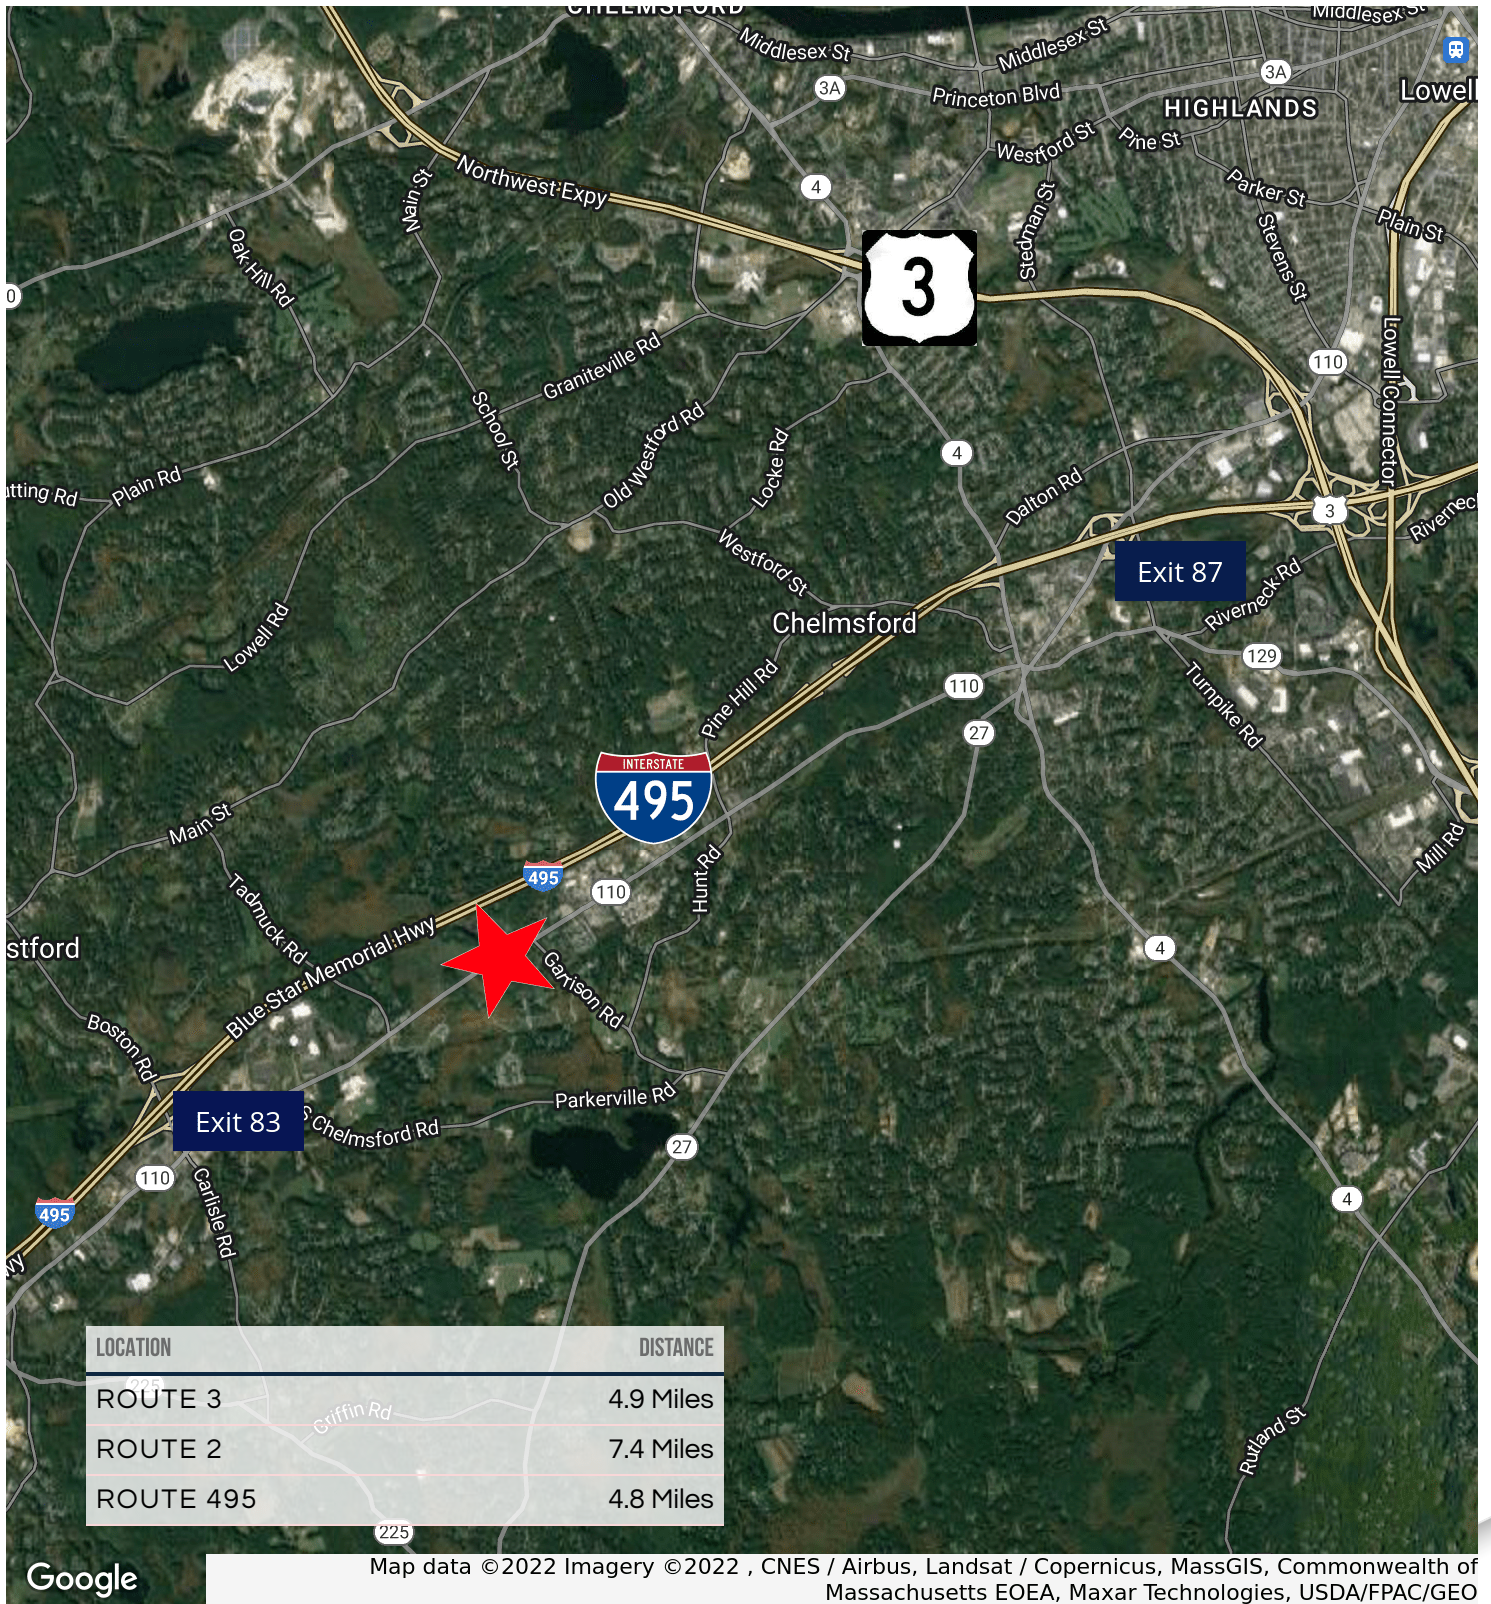 CHELMSFORD
Middlesex St
Middlesex St
Middlesex St
3A
3A
Princeton Blvd
HIGHLANDS
Lowell
Westford St
Pine St
Northwest Expy
Main St
4
Parker St
Plain St
Stedman St
Stevens St
Oak Hill Rd
3
0
Lowell Connector
Graniteville Rd
110
School St
Old Westford Rd
Locke Rd
4
Plain Rd
atting Rd
Dalton Rd
3
Riverneck
Westford St
Exit 87
Riverneck Rd
Lowell Rd
Chelmsford
129
Pine Hill Rd
110
Turnpike Rd
27
INTERSTATE
495
Main St
Mill Rd
495
110
Hunt Rd
Tadmuck Rd
stford
Blue Star Memorial Hwy
4
Garrison Rd
Boston Rd
Parkerville Rd
Exit 83
S Chelmsford Rd
27
110
Carlisle Rd
4
495
wy
LOCATION DISTANCE
225
ROUTE 3 4.9 Miles
Griffin Rd
ROUTE 2 7.4 Miles
Rutland St
ROUTE 495 4.8 Miles
225
Google
Map data ©2022 Imagery ©2022 , CNES / Airbus, Landsat / Copernicus, MassGIS, Commonwealth of
Massachusetts EOEA, Maxar Technologies, USDA/FPAC/GEO